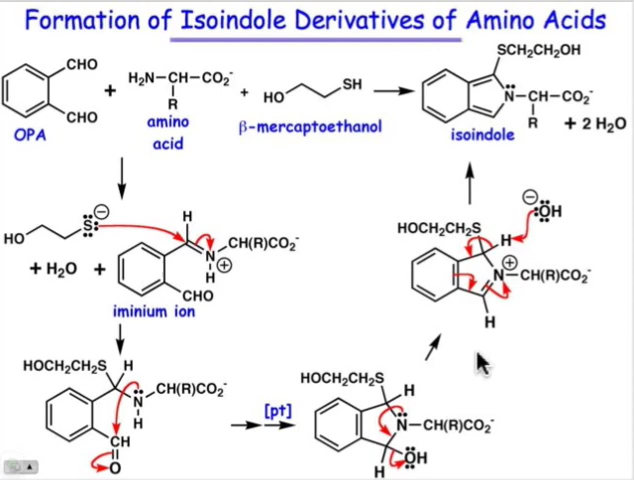 Formation of Isoindole Derivatives of Amino Acids
CHO
CHO
OPA
+
H₂N–CH–CO₂⁻
R
amino
acid
+
HO
SH
β-mercaptoethanol
SCH₂CH₂OH
N–CH–CO₂⁻
R
isoindole
+ 2 H₂O
HO
S:⊖
+ H₂O +
H
N
H
⊕
CH(R)CO₂⁻
CHO
iminium ion
HOCH₂CH₂S
H
⊖
:ÖH
N
⊕
CH(R)CO₂⁻
H
HOCH₂CH₂S H
N
H
CH(R)CO₂⁻
CH
O
[pt]
HOCH₂CH₂S
H
N–CH(R)CO₂⁻
H
OH